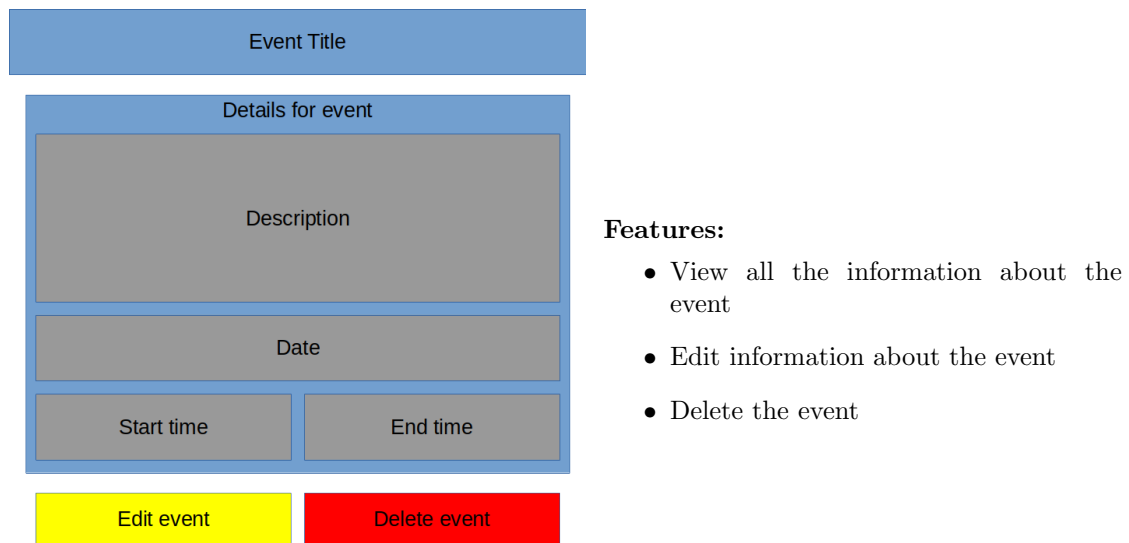 Event Title
Details for event
Description
Date
Start time
End time
Edit event
Delete event
Features:
• View all the information about the
event
• Edit information about the event
• Delete the event